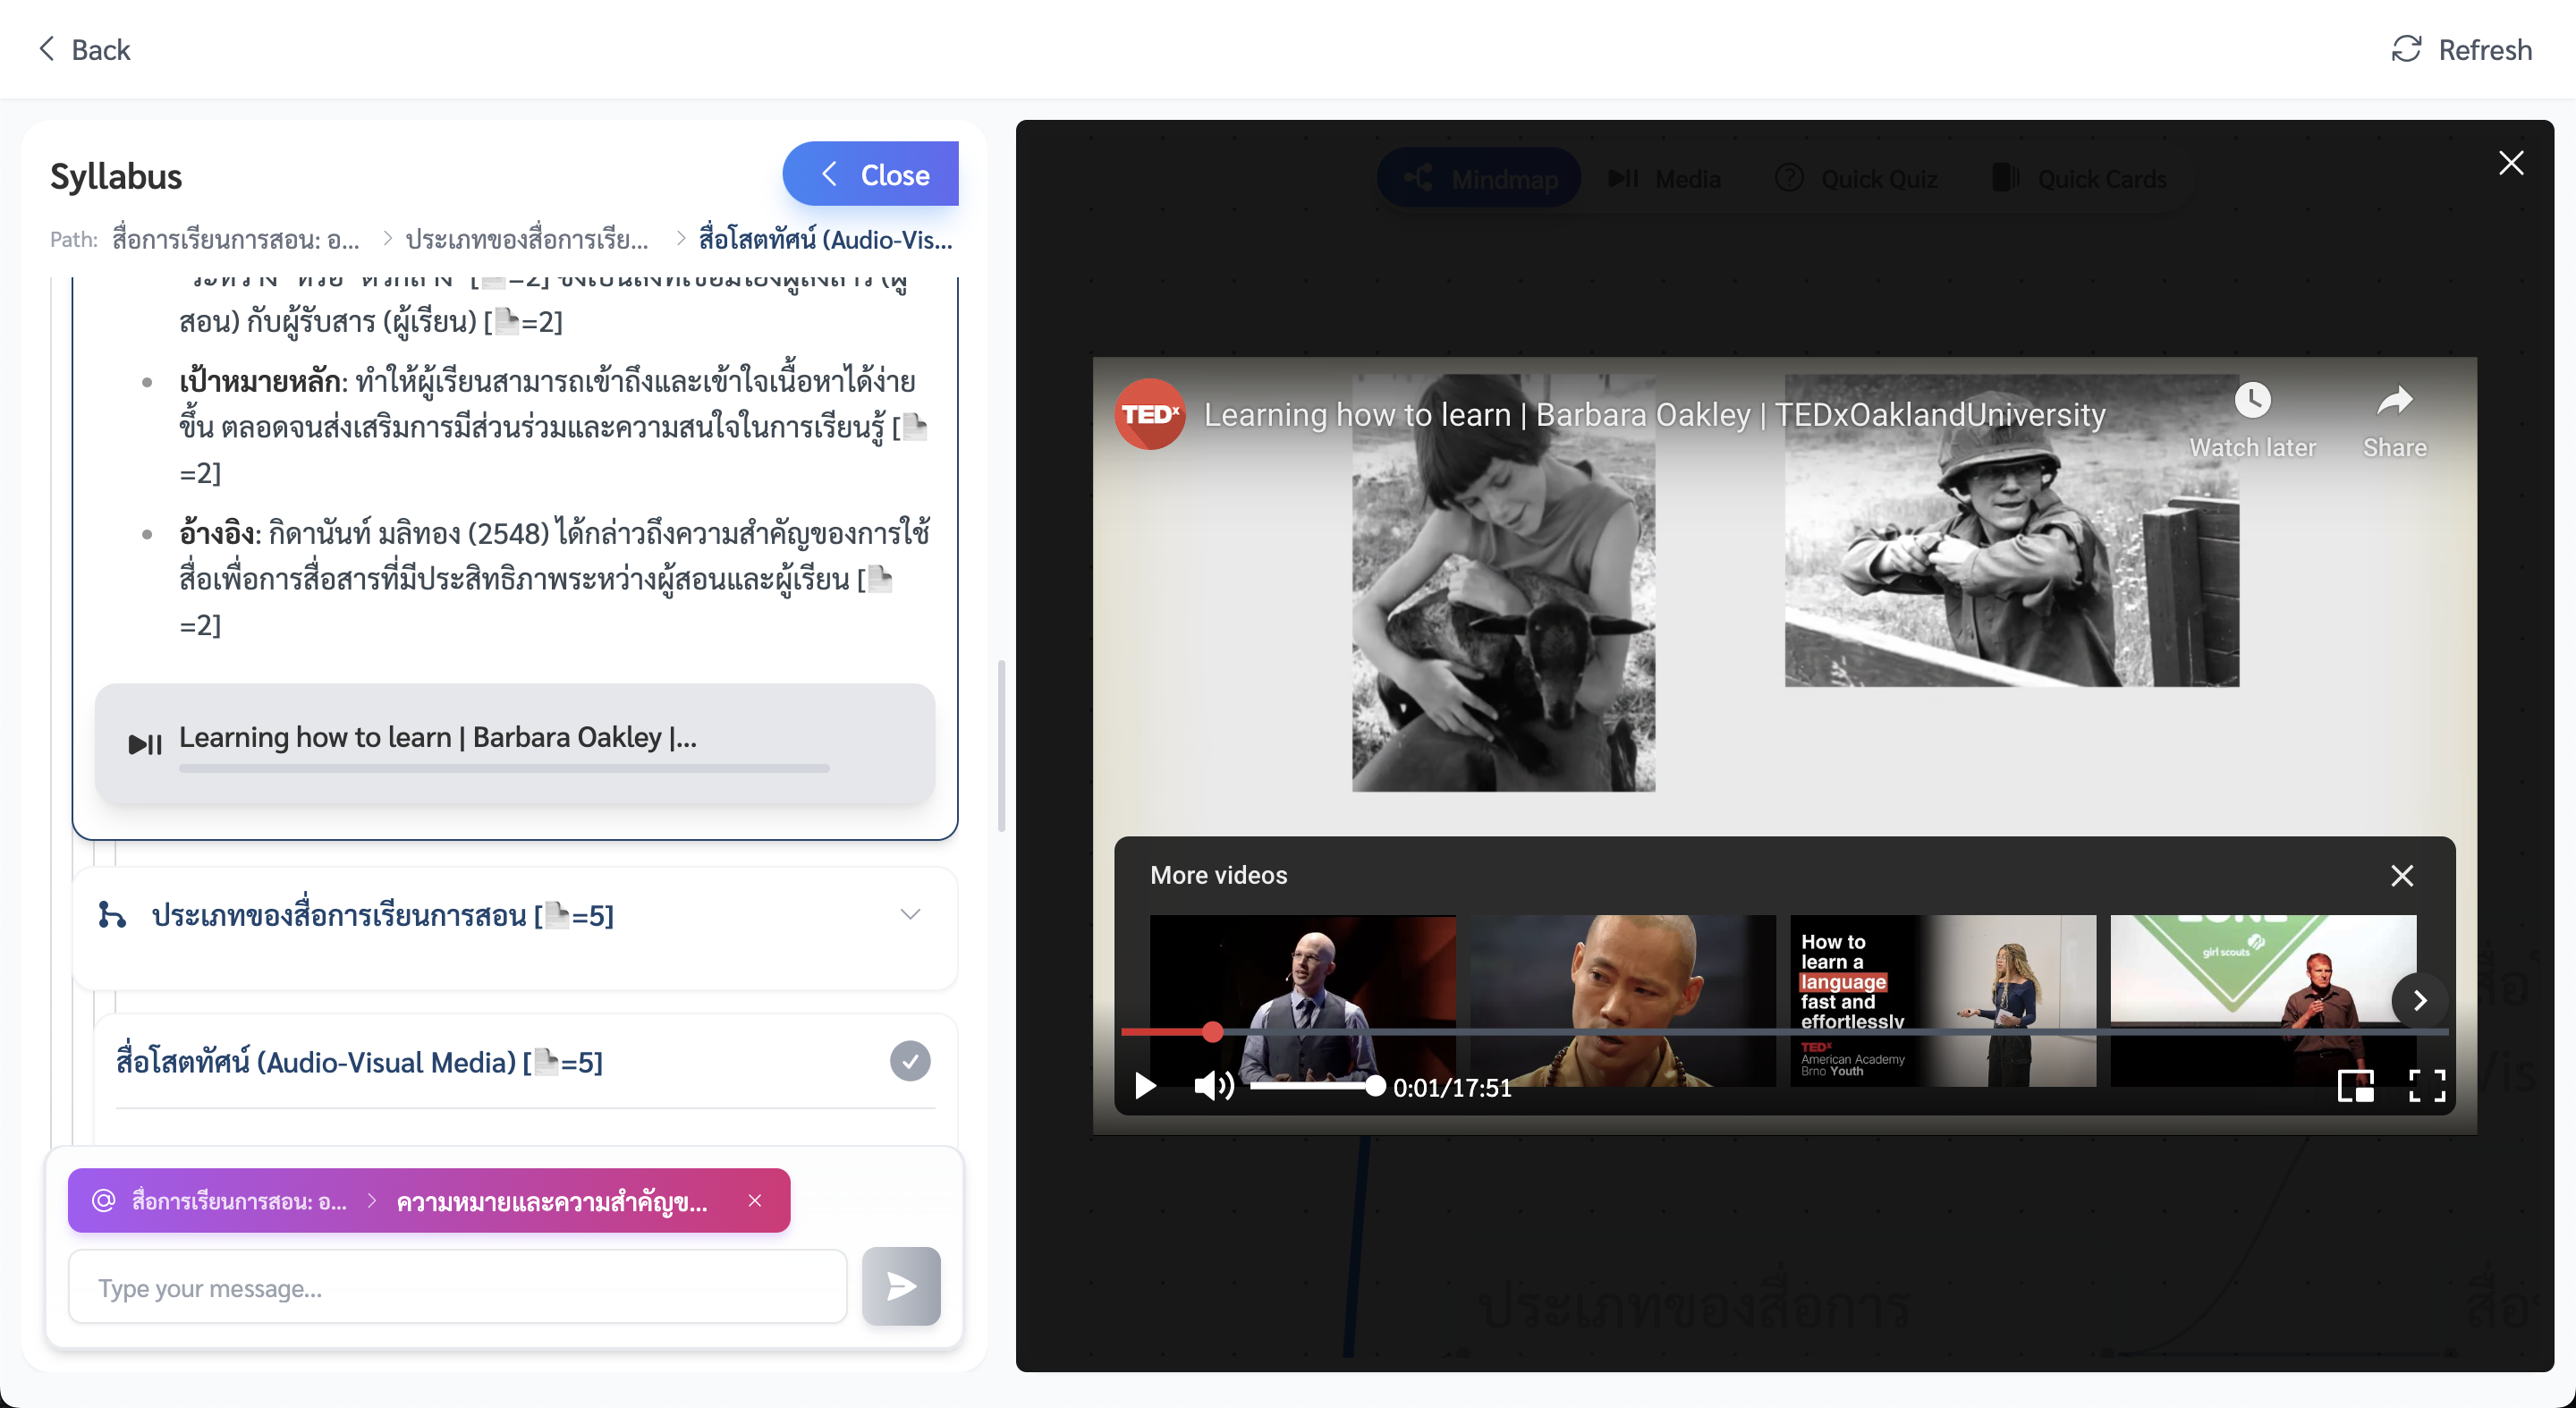 Back
Refresh
Syllabus
Close
Path: สื่อการเรียนการสอน: อ... > ประเภทของสื่อการเรีย... > สื่อโสตทัศน์ (Audio-Vis...
สอน) กับผู้รับสาร (ผู้เรียน) [=2]
เป้าหมายหลัก: ทำให้ผู้เรียนสามารถเข้าถึงและเข้าใจเนื้อหาได้ง่าย
ขึ้น ตลอดจนส่งเสริมการมีส่วนร่วมและความสนใจในการเรียนรู้ [
=2]
อ้างอิง: กิดานันท์ มลิทอง (2548) ได้กล่าวถึงความสำคัญของการใช้
สื่อเพื่อการสื่อสารที่มีประสิทธิภาพระหว่างผู้สอนและผู้เรียน [
=2]
Learning how to learn | Barbara Oakley |...
ประเภทของสื่อการเรียนการสอน [=5]
สื่อโสตทัศน์ (Audio-Visual Media) [=5]
@ สื่อการเรียนการสอน: อ... > ความหมายและความสำคัญข...
Type your message...
Mindmap
Media
Quick Quiz
Quick Cards
TEDx
Learning how to learn | Barbara Oakley | TEDxOaklandUniversity
Watch later
Share
More videos
How to
learn a
language
fast and
effortlessly
TEDx
American Academy
Brno Youth
girl scouts
0:01/17:51
ประเภทของสื่อการ